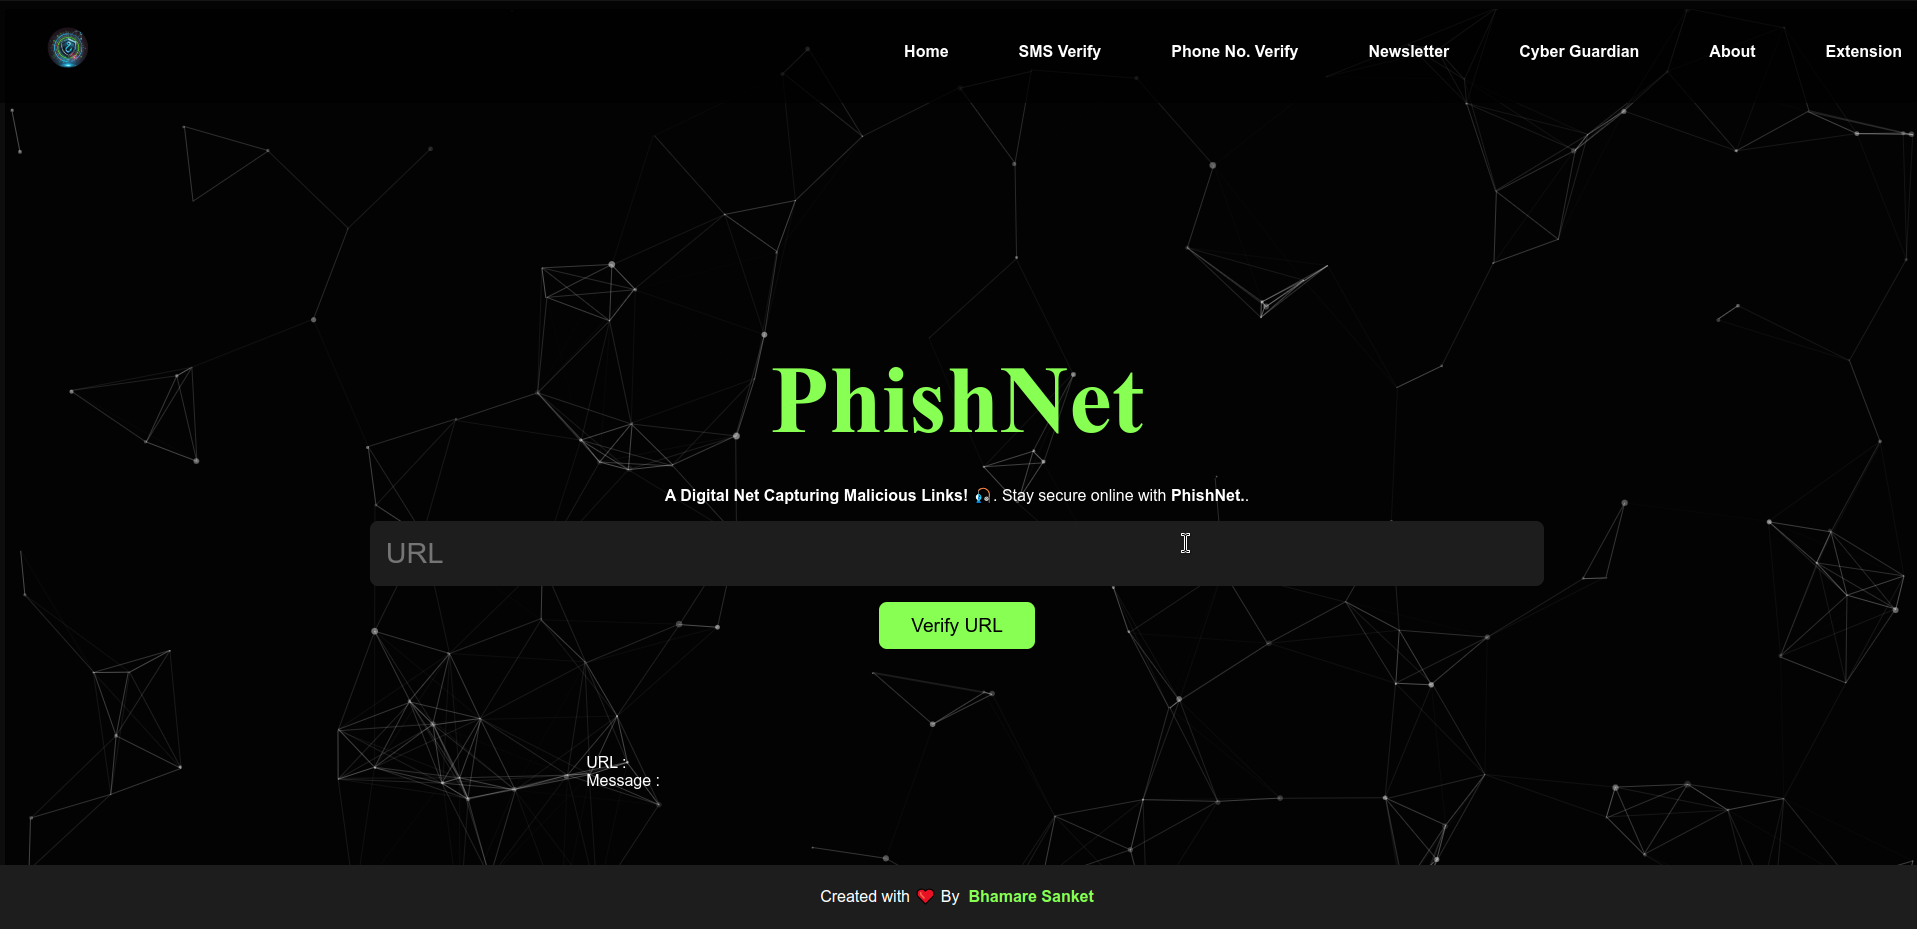 Home SMS Verify Phone No. Verify Newsletter Cyber Guardian About Extension
PhishNet
A Digital Net Capturing Malicious Links! 🎧. Stay secure online with PhishNet..
URL
Verify URL
URL :
Message :
Created with ❤️ By Bhamare Sanket